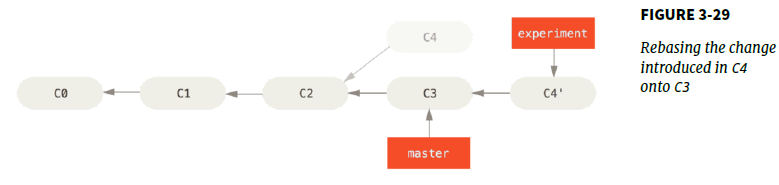 FIGURE 3-29
Rebasing the change
introduced in C4
onto C3
C4
experiment
C0
C1
C2
C3
C4'
master